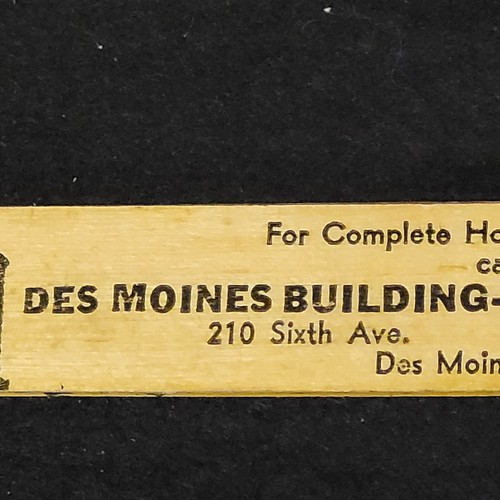 For Complete Ho
ca
DES MOINES BUILDING-
210 Sixth Ave.
Des Moin